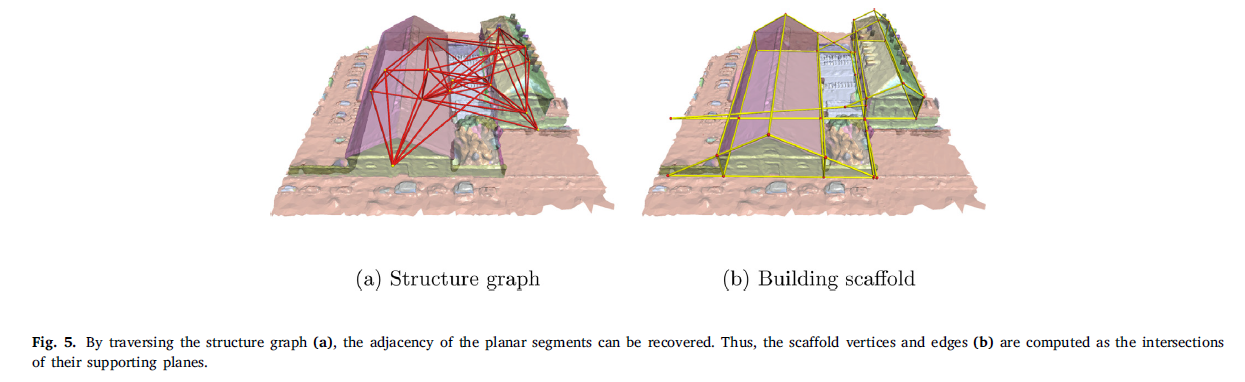 (a) Structure graph
(b) Building scaffold
Fig. 5. By traversing the structure graph (a), the adjacency of the planar segments can be recovered. Thus, the scaffold vertices and edges (b) are computed as the intersections
of their supporting planes.